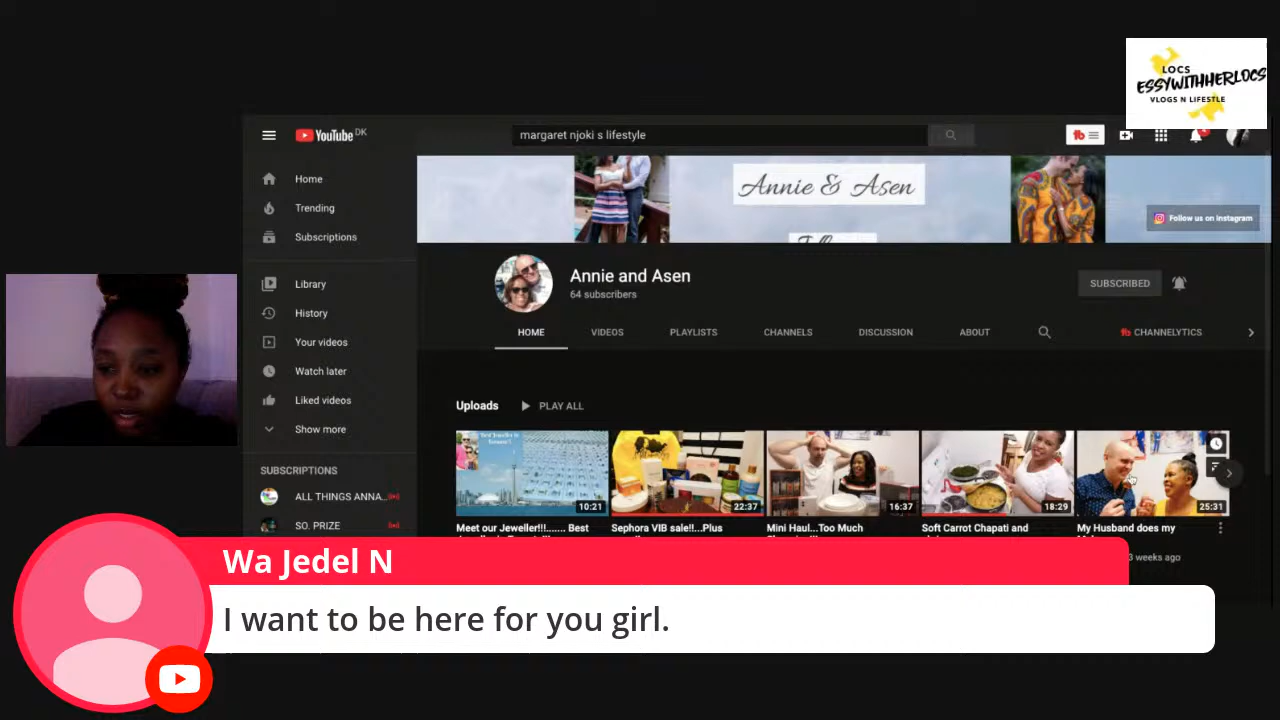 LOCS
ESSYWITHHERLOCS
VLOGS N LIFESTLE
YouTube DK
margaret njoki s lifestyle
Home
Trending
Subscriptions
Library
History
Your videos
Watch later
Liked videos
Show more
SUBSCRIPTIONS
ALL THINGS ANNA...
SO. PRIZE
Annie & Asen
Follow us on Instagram
Annie and Asen
64 subscribers
SUBSCRIBED
HOME VIDEOS PLAYLISTS CHANNELS DISCUSSION ABOUT CHANNELYTICS
Uploads PLAY ALL
10:21 22:37 16:37 18:29 25:31
Meet our Jeweller!!!....... Best
Sephora VIB sale!!..Plus
Mini Haul...Too Much
Soft Carrot Chapati and
My Husband does my
3 weeks ago
Wa Jedel N
I want to be here for you girl.